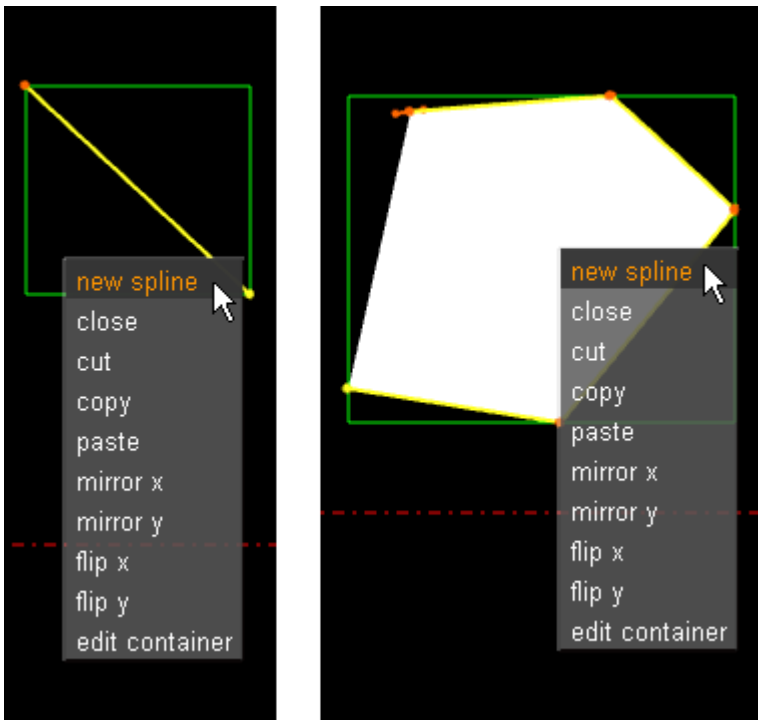 new spline
close
cut
copy
paste
mirror x
mirror y
flip x
flip y
edit container
new spline
close
cut
copy
paste
mirror x
mirror y
flip x
flip y
edit container